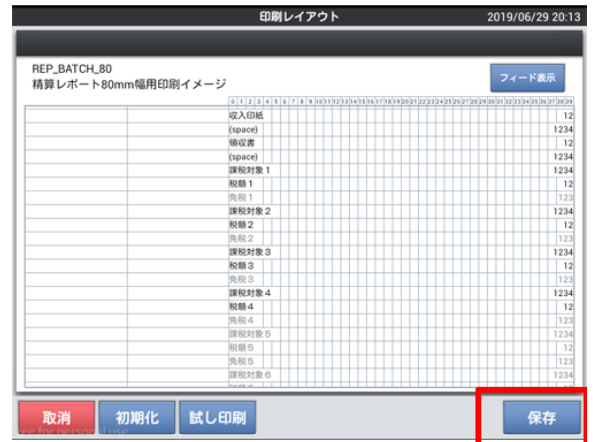 印刷レイアウト 2019/06/29 20:13
REP_BATCH_80
精算レポート80mm幅用印刷イメージ
フィード表示
0 1 2 3 4 5 6 7 8 9 10 11 12 13 14 15 16 17 18 19 20 21 22 23 24 25 26 27 28 29 30 31 32 33 34 35 36 37 38 39
収入印紙 12
(space) 1234
領収書 12
(space) 1234
課税対象1 1234
税額1 12
免税1 123
課税対象2 1234
税額2 12
免税2 123
課税対象3 1234
税額3 12
免税3 123
課税対象4 1234
税額4 12
免税4 123
課税対象5 1234
税額5 12
免税5 123
課税対象6 1234
取消 初期化 試し印刷 保存
free for personal use